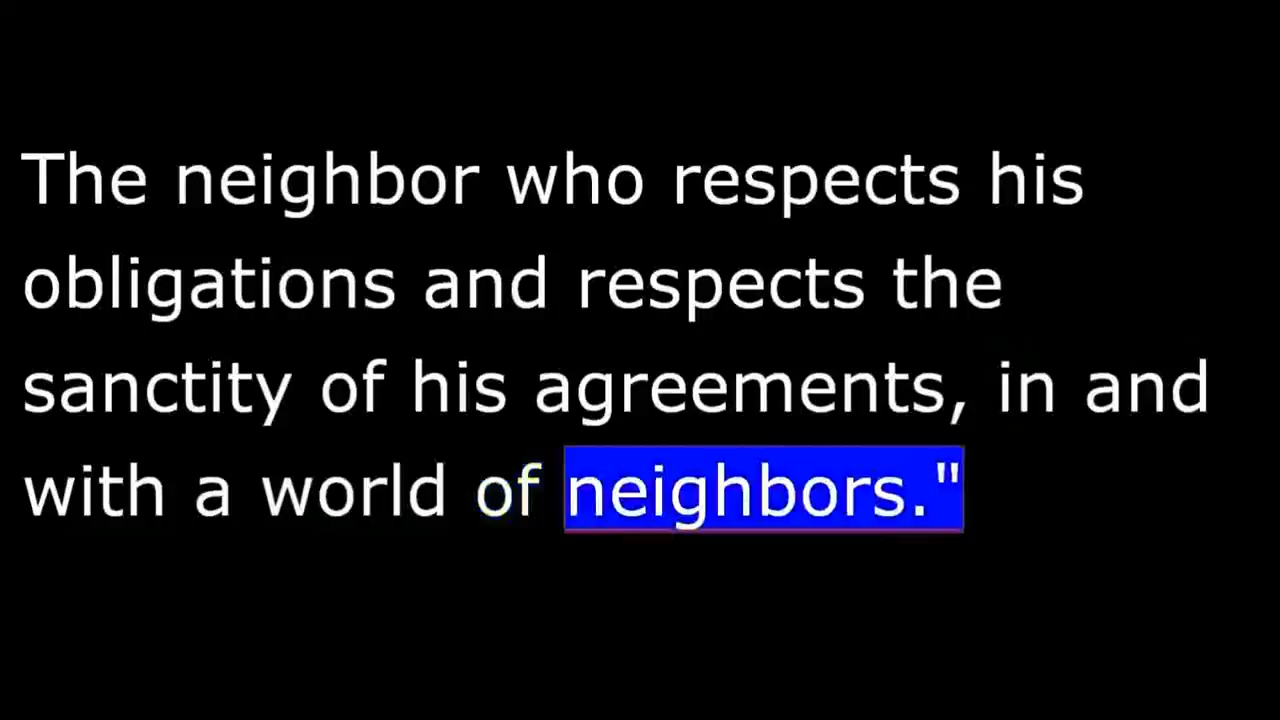 The neighbor who respects his
obligations and respects the
sanctity of his agreements, in and
with a world of neighbors."